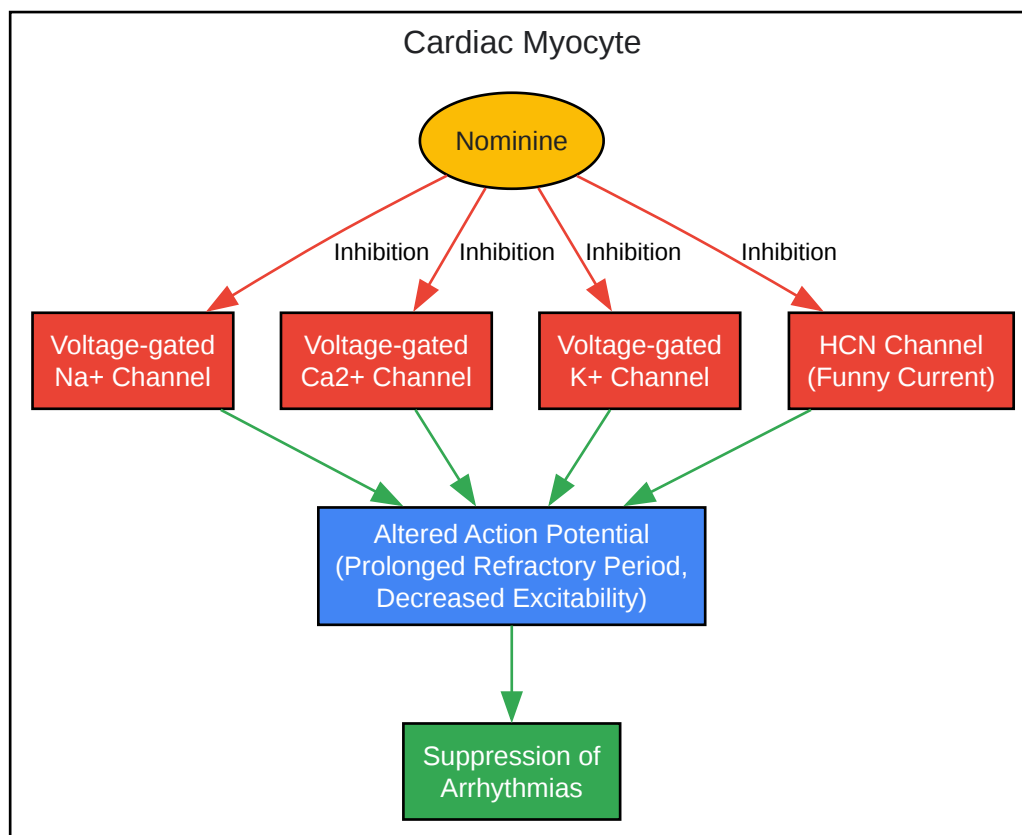 Cardiac Myocyte
Nominine
Inhibition
Inhibition
Inhibition
Inhibition
Voltage-gated
Na+ Channel
Voltage-gated
Ca2+ Channel
Voltage-gated
K+ Channel
HCN Channel
(Funny Current)
Altered Action Potential
(Prolonged Refractory Period,
Decreased Excitability)
Suppression of
Arrhythmias